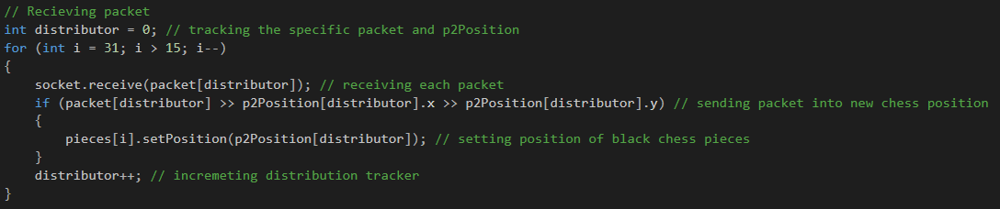 // Recieving packet
int distributor = 0; // tracking the specific packet and p2Position
for (int i = 31; i > 15; i--)
{
    socket.receive(packet[distributor]); // receiving each packet
    if (packet[distributor] >> p2Position[distributor].x >> p2Position[distributor].y) // sending packet into new chess position
    {
        pieces[i].setPosition(p2Position[distributor]); // setting position of black chess pieces
    }
    distributor++; // incremeting distribution tracker
}